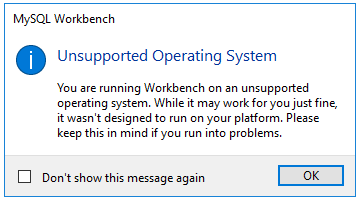 MySQL Workbench
Unsupported Operating System
You are running Workbench on an unsupported
operating system. While it may work for you just fine,
it wasn't designed to run on your platform. Please
keep this in mind if you run into problems.
Don't show this message again
OK